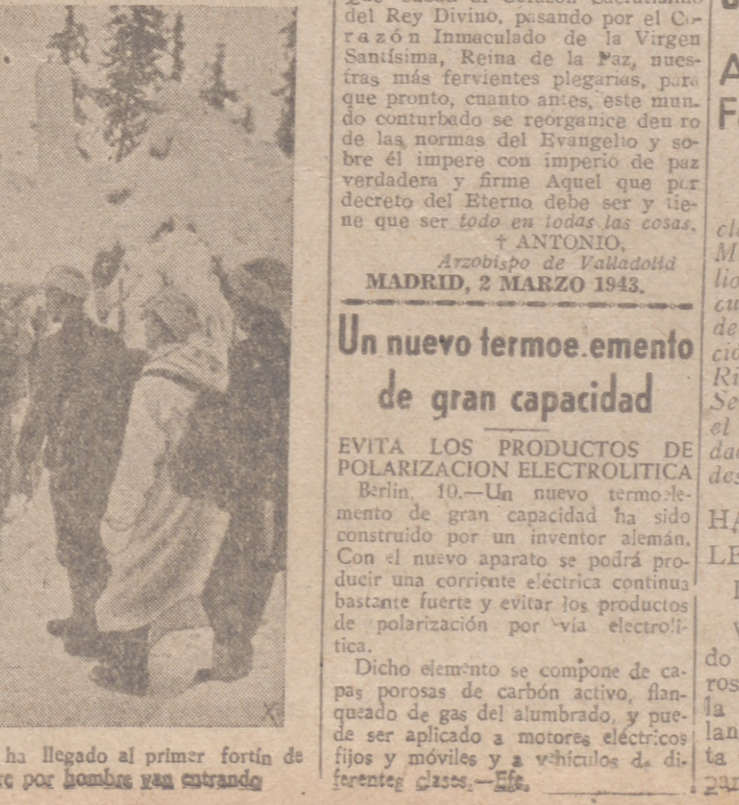 del Rey Divino, pasando por el Co-
razón Inmaculado de la Virgen
Santísima, Reina de la Paz, nues-
tras más fervientes plegarias, para
que pronto, cuanto antes, este mun-
do conturbado se reorganice den ro
de las normas del Evangelio y so-
bre él impere con imperio de paz
verdadera y firme Aquel que por
decreto del Eterno debe ser y tie-
ne que ser todo en todas las cosas.
† ANTONIO,
Arzobispo de Valladolid
MADRID, 2 MARZO 1943.
Un nuevo termoe.emento
de gran capacidad
EVITA LOS PRODUCTOS DE
POLARIZACION ELECTROLITICA
Berlín, 10.—Un nuevo termoele-
mento de gran capacidad ha sido
construido por un inventor alemán.
Con el nuevo aparato se podrá pro-
ducir una corriente eléctrica continua
bastante fuerte y evitar los productos
de polarización por vía electrolí-
tica.
Dicho elemento se compone de ca-
pas porosas de carbón activo, flan-
queado de gas del alumbrado, y pue-
de ser aplicado a motores eléctricos
fijos y móviles y a vehículos de di-
ferentes clases.—Efe.
ha llegado al primer fortín de
re por hombre van entrando